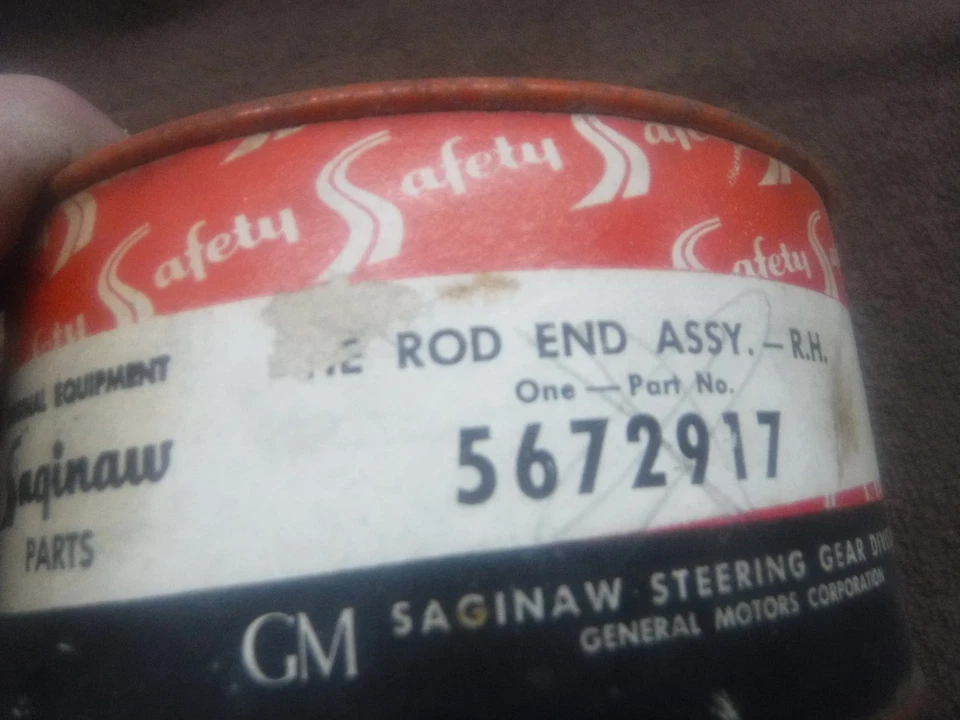 Safety Safety Safety
Safety
ROD END ASSY.—R.H.
One — Part No.
5672917
EQUIPMENT
Saginaw
PARTS
GM SAGINAW STEERING GEAR
GENERAL MOTORS CORPORATION